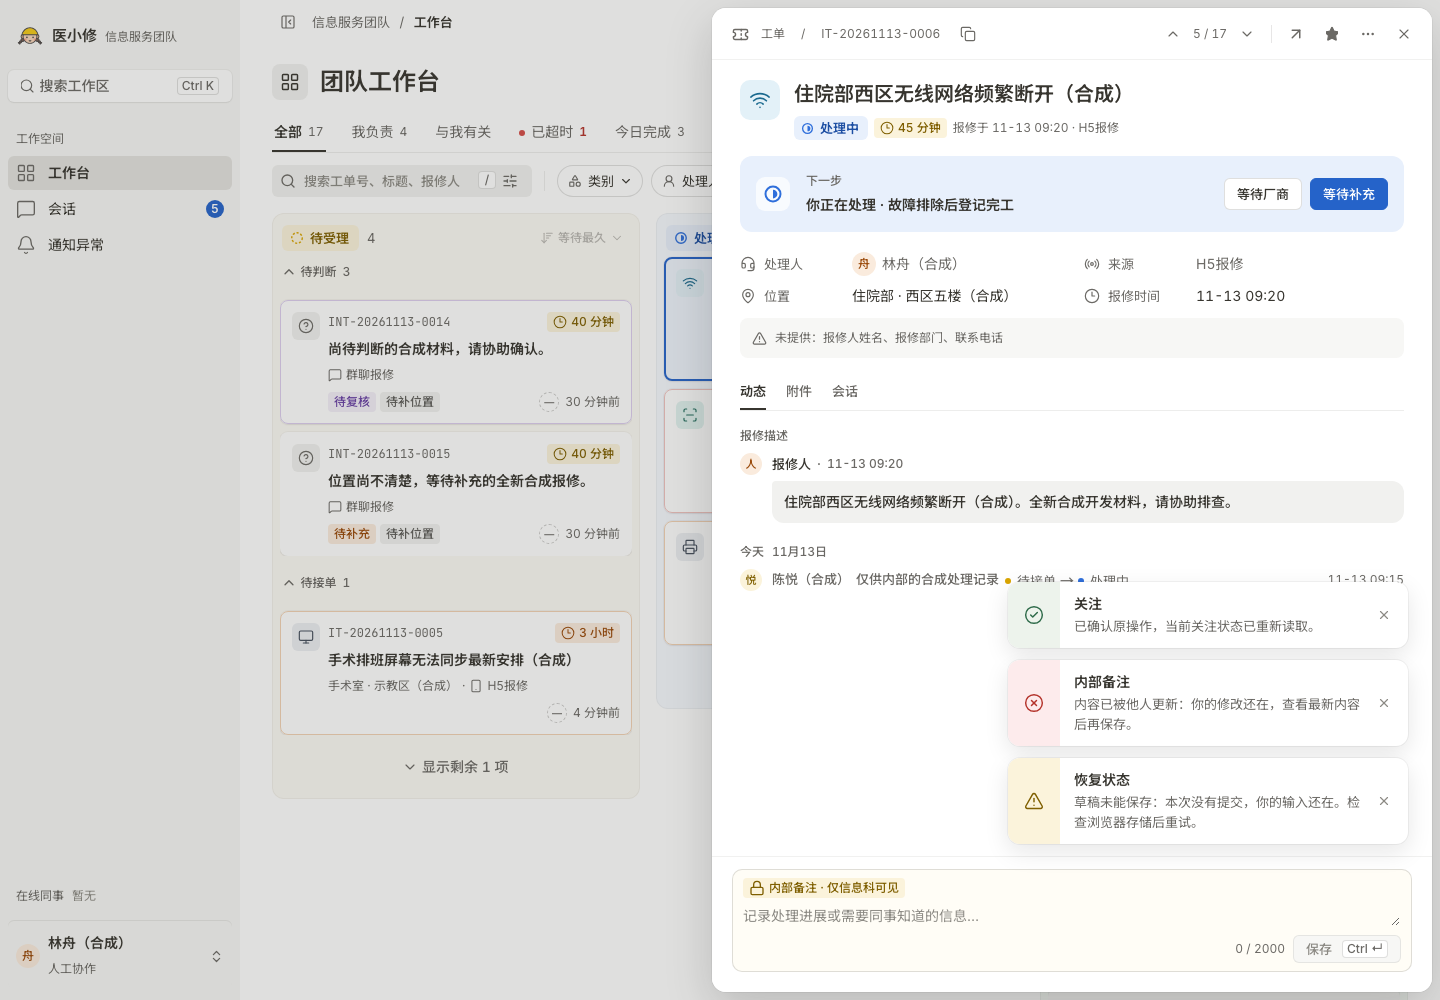 医小修 信息服务团队
搜索工作区 Ctrl K
工作空间
工作台
会话 5
通知异常
在线同事 暂无
舟 林舟（合成）
人工协作
信息服务团队 / 工作台
团队工作台
全部 17 我负责 4 与我有关 已超时 1 今日完成 3
搜索工单号、标题、报修人 / 类别 处理人
待受理 4 等待最久
待判断 3
INT-20261113-0014 40 分钟
尚待判断的合成材料，请协助确认。
群聊报修
待复核 待补位置 30 分钟前
INT-20261113-0015 40 分钟
位置尚不清楚，等待补充的全新合成报修。
群聊报修
待补充 待补位置 30 分钟前
待接单 1
IT-20261113-0005 3 小时
手术排班屏幕无法同步最新安排（合成）
手术室 · 示教区（合成） · H5报修
4 分钟前
显示剩余 1 项
工单 / IT-20261113-0006 5 / 17
住院部西区无线网络频繁断开（合成）
处理中 45 分钟 报修于 11-13 09:20 · H5报修
下一步
你正在处理 · 故障排除后登记完工
等待厂商 等待补充
处理人 舟 林舟（合成） 来源 H5报修
位置 住院部 · 西区五楼（合成） 报修时间 11-13 09:20
未提供：报修人姓名、报修部门、联系电话
动态 附件 会话
报修描述
人 报修人 · 11-13 09:20
住院部西区无线网络频繁断开（合成）。全新合成开发材料，请协助排查。
今天 11月13日
悦 陈悦（合成） 仅供内部的合成处理记录 待接单 → 处理中 11-13 09:15
关注
已确认原操作，当前关注状态已重新读取。
内部备注
内容已被他人更新：你的修改还在，查看最新内容
后再保存。
恢复状态
草稿未能保存：本次没有提交，你的输入还在。检
查浏览器存储后重试。
内部备注 · 仅信息科可见
记录处理进展或需要同事知道的信息...
0 / 2000 保存 Ctrl ↵